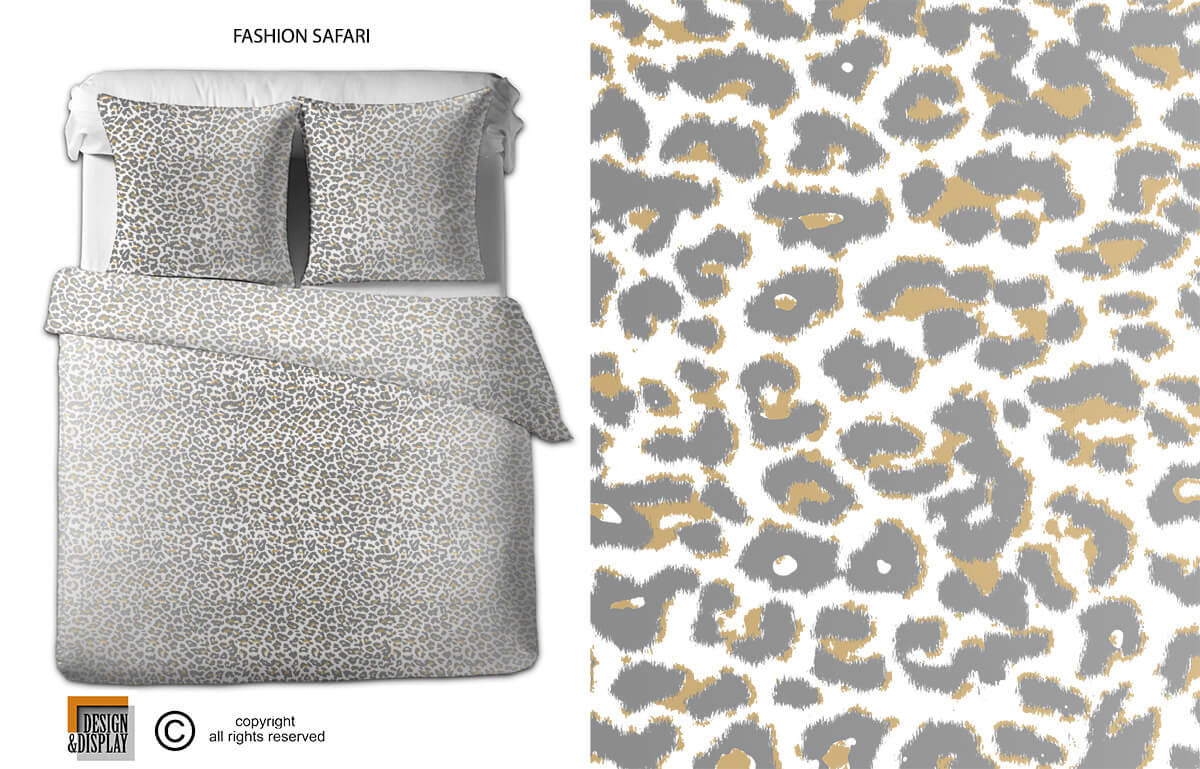 FASHION SAFARI
DESIGN
&DISPLAY
©
copyright
all rights reserved